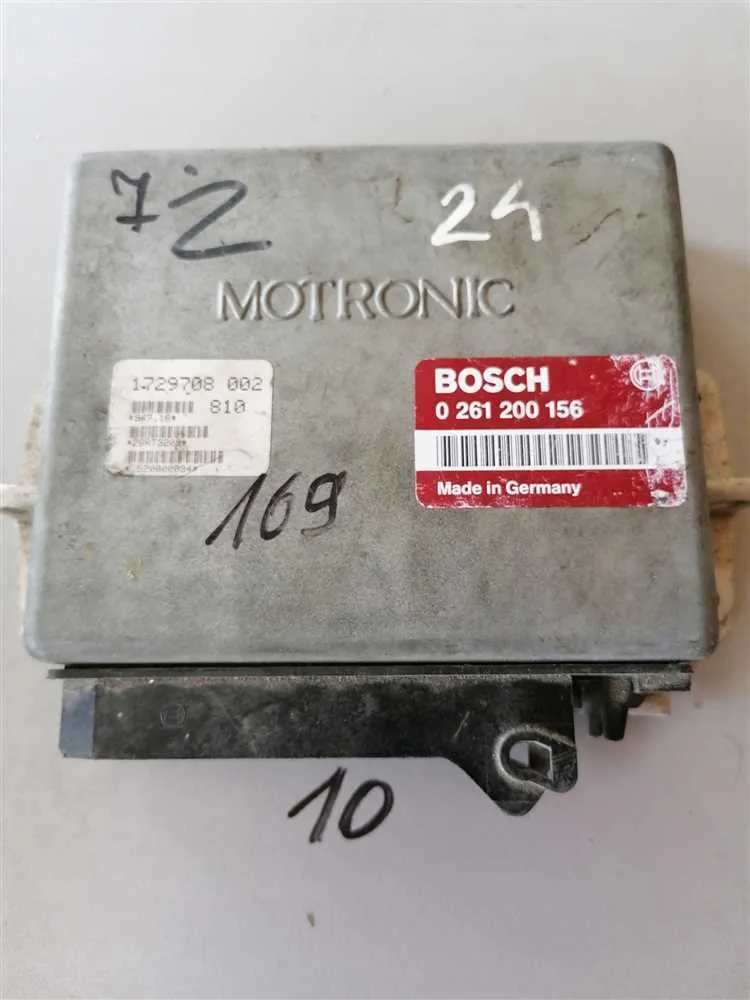 7Z
24
MOTRONIC
1729708 002
810
BOSCH
0 261 200 156
Made in Germany
169
10